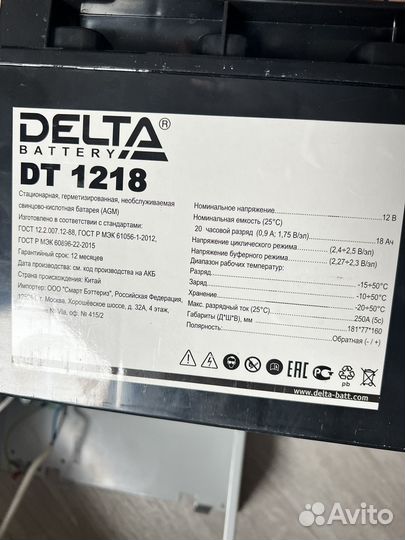 DELTA®
BATTERY
DT 1218
Стационарная, герметизированная, необслуживаемая
свинцово-кислотная батарея (AGM)
Изготовлено в соответствии с стандартами:
ГОСТ 12.2.007.12-88, ГОСТ Р МЭК 61056-1-2012,
ГОСТ Р МЭК 60896-22-2015
Гарантийный срок: 12 месяцев
Дата производства: см. код производства на АКБ
Страна происхождения: Китай
Импортер: ООО "Смарт Бэттериз", Российская Федерация,
г. Москва, Хорошёвское шоссе, д. 32А, 4 этаж,
оф. № 415/2
Номинальное напряжение 12 В
Номинальная емкость (25°C)
20 часовой разряд (0,9 А; 1,75 В/эл) 18 Ач
Напряжение циклического режима (2,4÷2,5 В/эл)
Напряжение буферного режима (2,27÷2,3 В/эл)
Диапазон рабочих температур:
Разряд -15÷50°C
Заряд -10÷50°C
Хранение -20÷50°C
Макс. разрядный ток (25°C) 250А (5с)
Габариты (Д*Ш*В), мм 181*77*160
Полярность Обратная (- / +)
EAC
pb
www.delta-batt.com
Avito